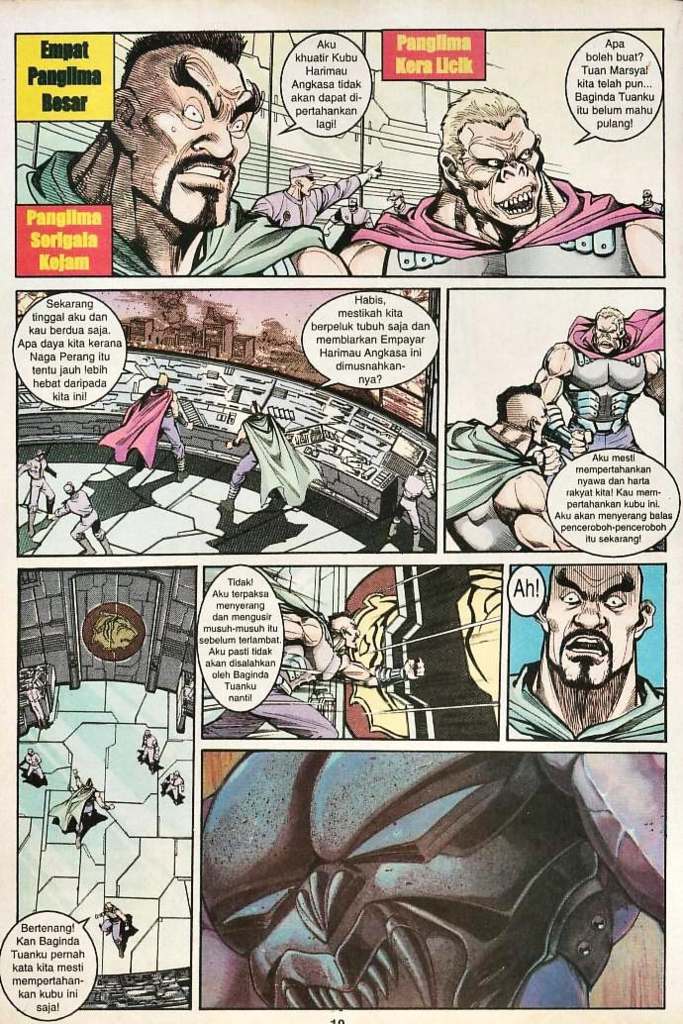 Empat
Panglima
Besar
Panglima
Serigala
Kejam
Aku
khuatir Kubu
Harimau
Angkasa tidak
akan dapat di-
pertahankan
lagi!
Panglima
Kera Licik
Apa
boleh buat?
Tuan Marsyal
kita telah pun...
Baginda Tuanku
itu belum mahu
pulang!
Sekarang
tinggal aku dan
kau berdua saja.
Apa daya kita kerana
Naga Perang itu
tentu jauh lebih
hebat daripada
kita ini!
Habis,
mestikah kita
berpeluk tubuh saja dan
membiarkan Empayar
Harimau Angkasa ini
dimusnahkan-
nya?
Aku mesti
mempertahankan
nyawa dan harta
rakyat kita! Kau mem-
pertahankan kubu ini.
Aku akan menyerang balas
penceroboh-penceroboh
itu sekarang!
Bertenang!
Kan Baginda
Tuanku pernah
kata kita mesti
mempertahan-
kan kubu ini
saja!
Tidak!
Aku terpaksa
menyerang
dan mengusir
musuh-musuh itu
sebelum terlambat.
Aku pasti tidak
akan disalahkan
oleh Baginda
Tuanku
nanti!
Ah!